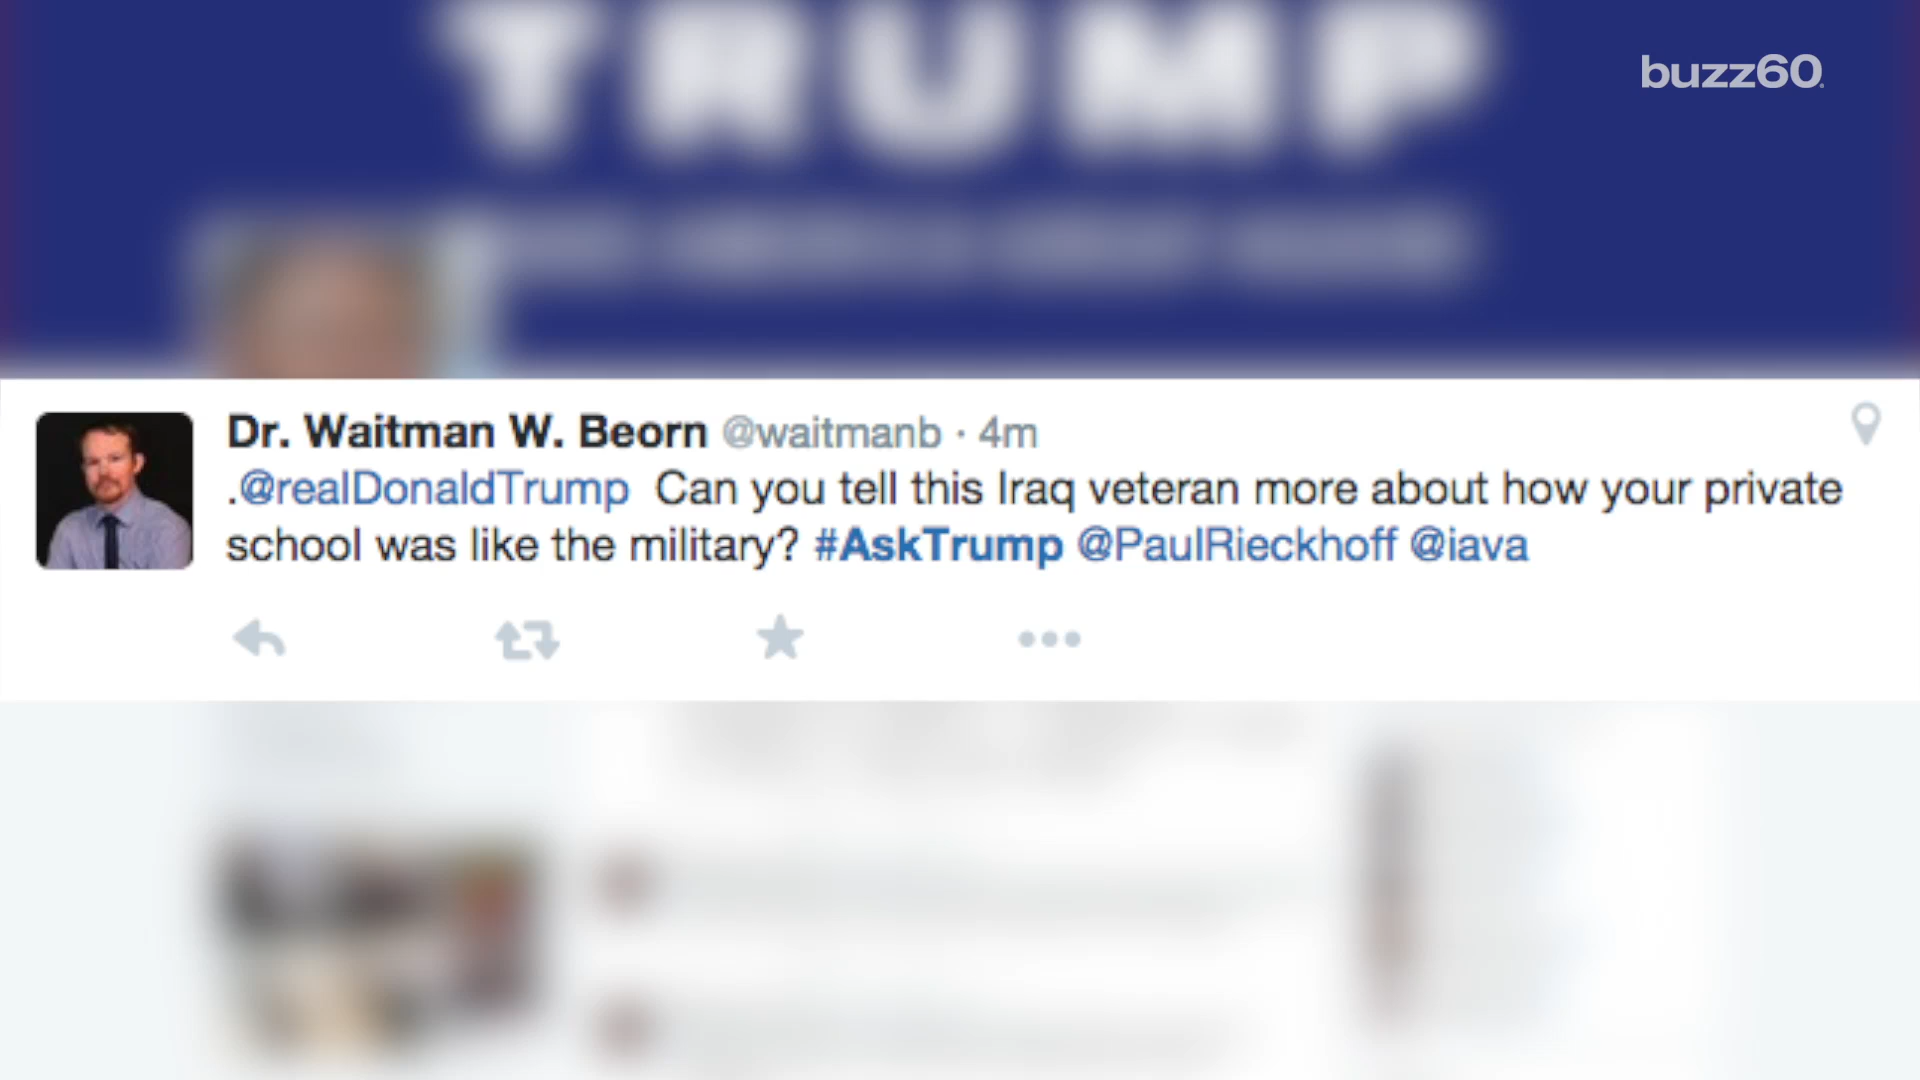 TRUMP
buzz60
Dr. Waitman W. Beorn @waitmanb · 4m
.@realDonaldTrump Can you tell this Iraq veteran more about how your private
school was like the military? #AskTrump @PaulRieckhoff @iava